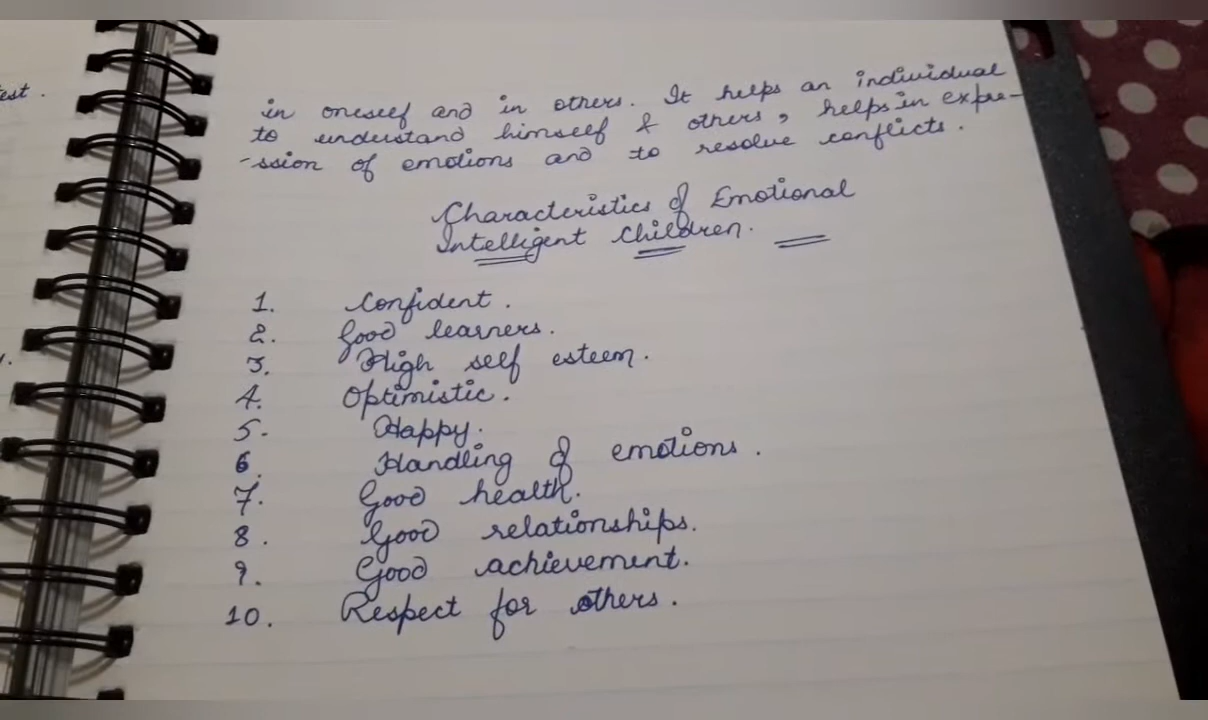 est.
in oneself and in others. It helps an individual
to understand himself & others, helps in expre-
-ssion of emotions and to resolve conflicts.
Characteristics of Emotional
Intelligent Children.
1. Confident.
2. Good learners.
3. High self esteem.
4. Optimistic.
5. Happy.
6. Handling of emotions.
7. Good health.
8. Good relationships.
9. Good achievement.
10. Respect for others.